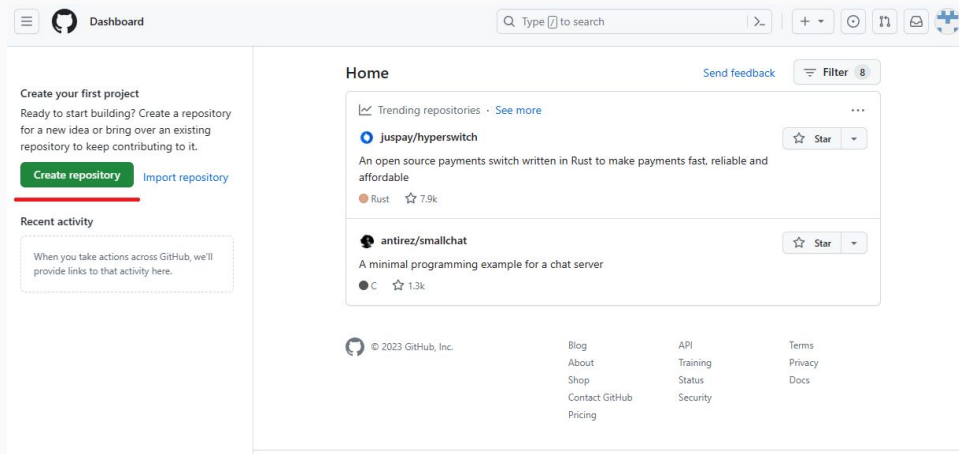 Dashboard
Type / to search
Create your first project
Ready to start building? Create a repository
for a new idea or bring over an existing
repository to keep contributing to it.
Create repository
Import repository
Recent activity
When you take actions across GitHub, we'll
provide links to that activity here.
Home
Send feedback
Filter 8
Trending repositories · See more
juspay/hyperswitch
Star
An open source payments switch written in Rust to make payments fast, reliable and
affordable
Rust 7.9k
antirez/smallchat
Star
A minimal programming example for a chat server
C 1.3k
© 2023 GitHub, Inc.
Blog
About
Shop
Contact GitHub
Pricing
API
Training
Status
Security
Terms
Privacy
Docs